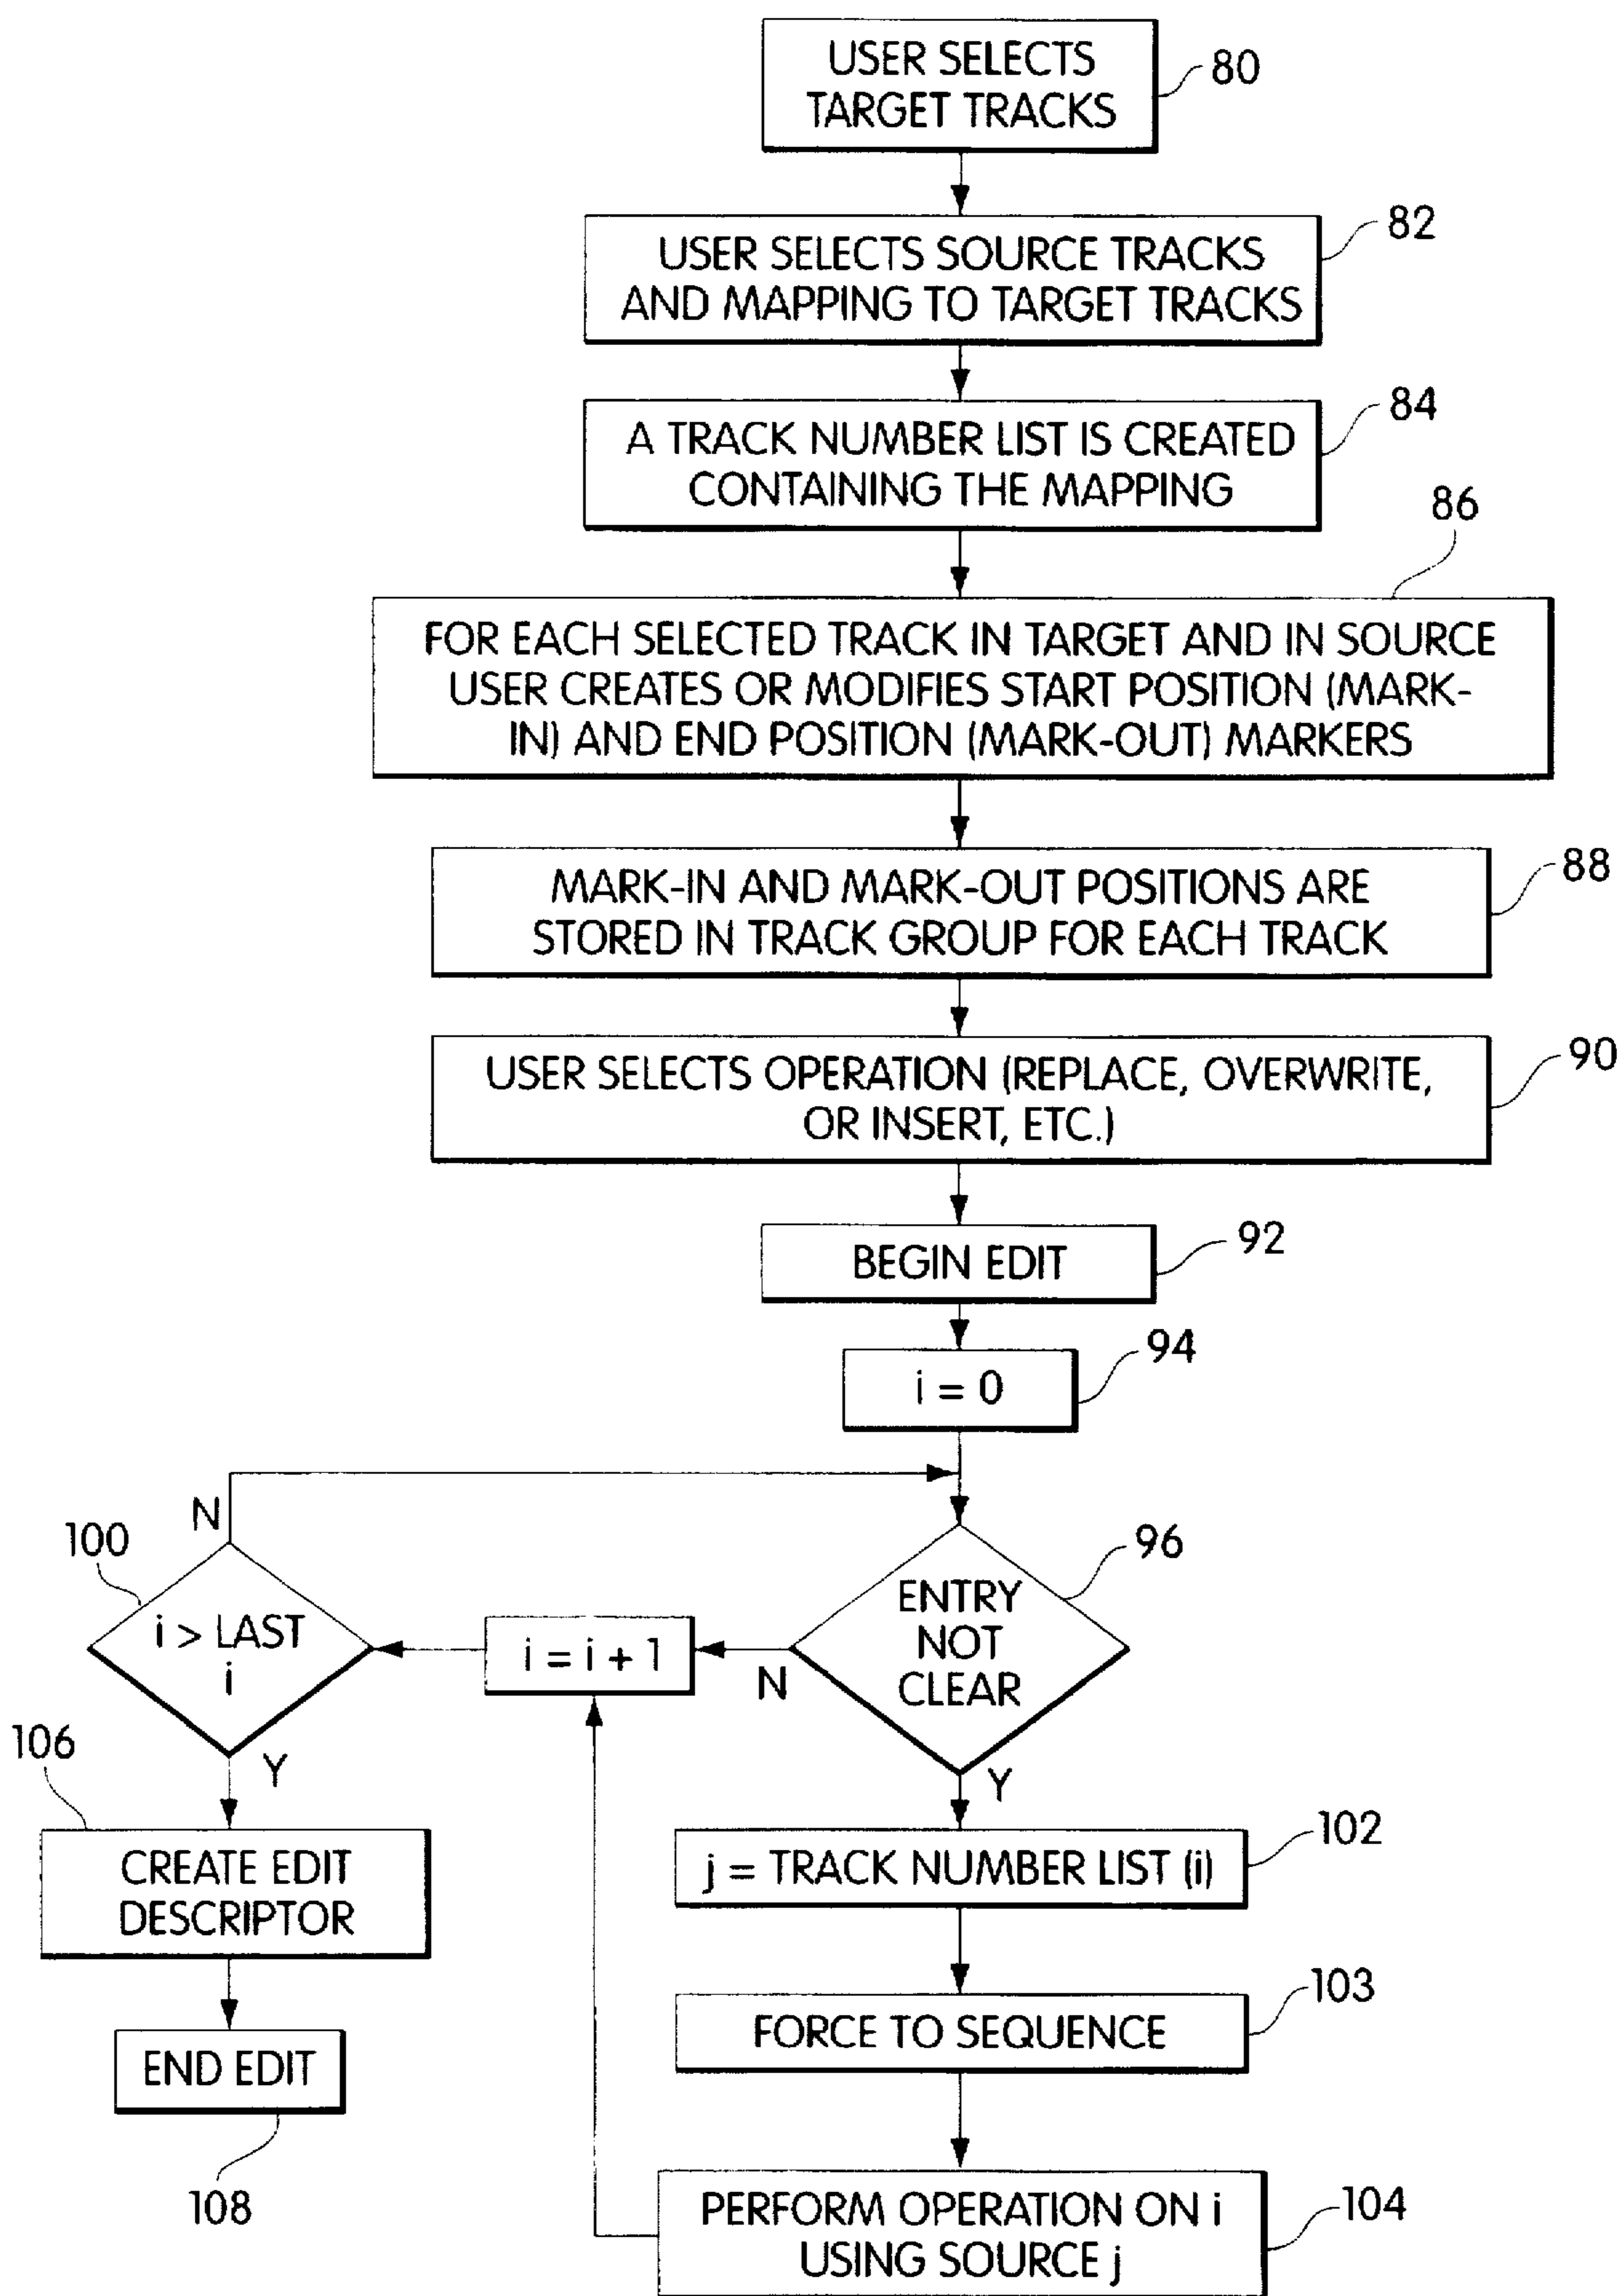 USER SELECTS
TARGET TRACKS
80
USER SELECTS SOURCE TRACKS
AND MAPPING TO TARGET TRACKS
82
A TRACK NUMBER LIST IS CREATED
CONTAINING THE MAPPING
84
86
FOR EACH SELECTED TRACK IN TARGET AND IN SOURCE
USER CREATES OR MODIFIES START POSITION (MARK-
IN) AND END POSITION (MARK-OUT) MARKERS
MARK-IN AND MARK-OUT POSITIONS ARE
STORED IN TRACK GROUP FOR EACH TRACK
88
USER SELECTS OPERATION (REPLACE, OVERWRITE,
OR INSERT, ETC.)
90
BEGIN EDIT
92
i = 0
94
N
100
i > LAST
i
Y
i = i + 1
N
ENTRY
NOT
CLEAR
96
Y
106
CREATE EDIT
DESCRIPTOR
END EDIT
108
j = TRACK NUMBER LIST (i)
102
FORCE TO SEQUENCE
103
PERFORM OPERATION ON i
USING SOURCE j
104